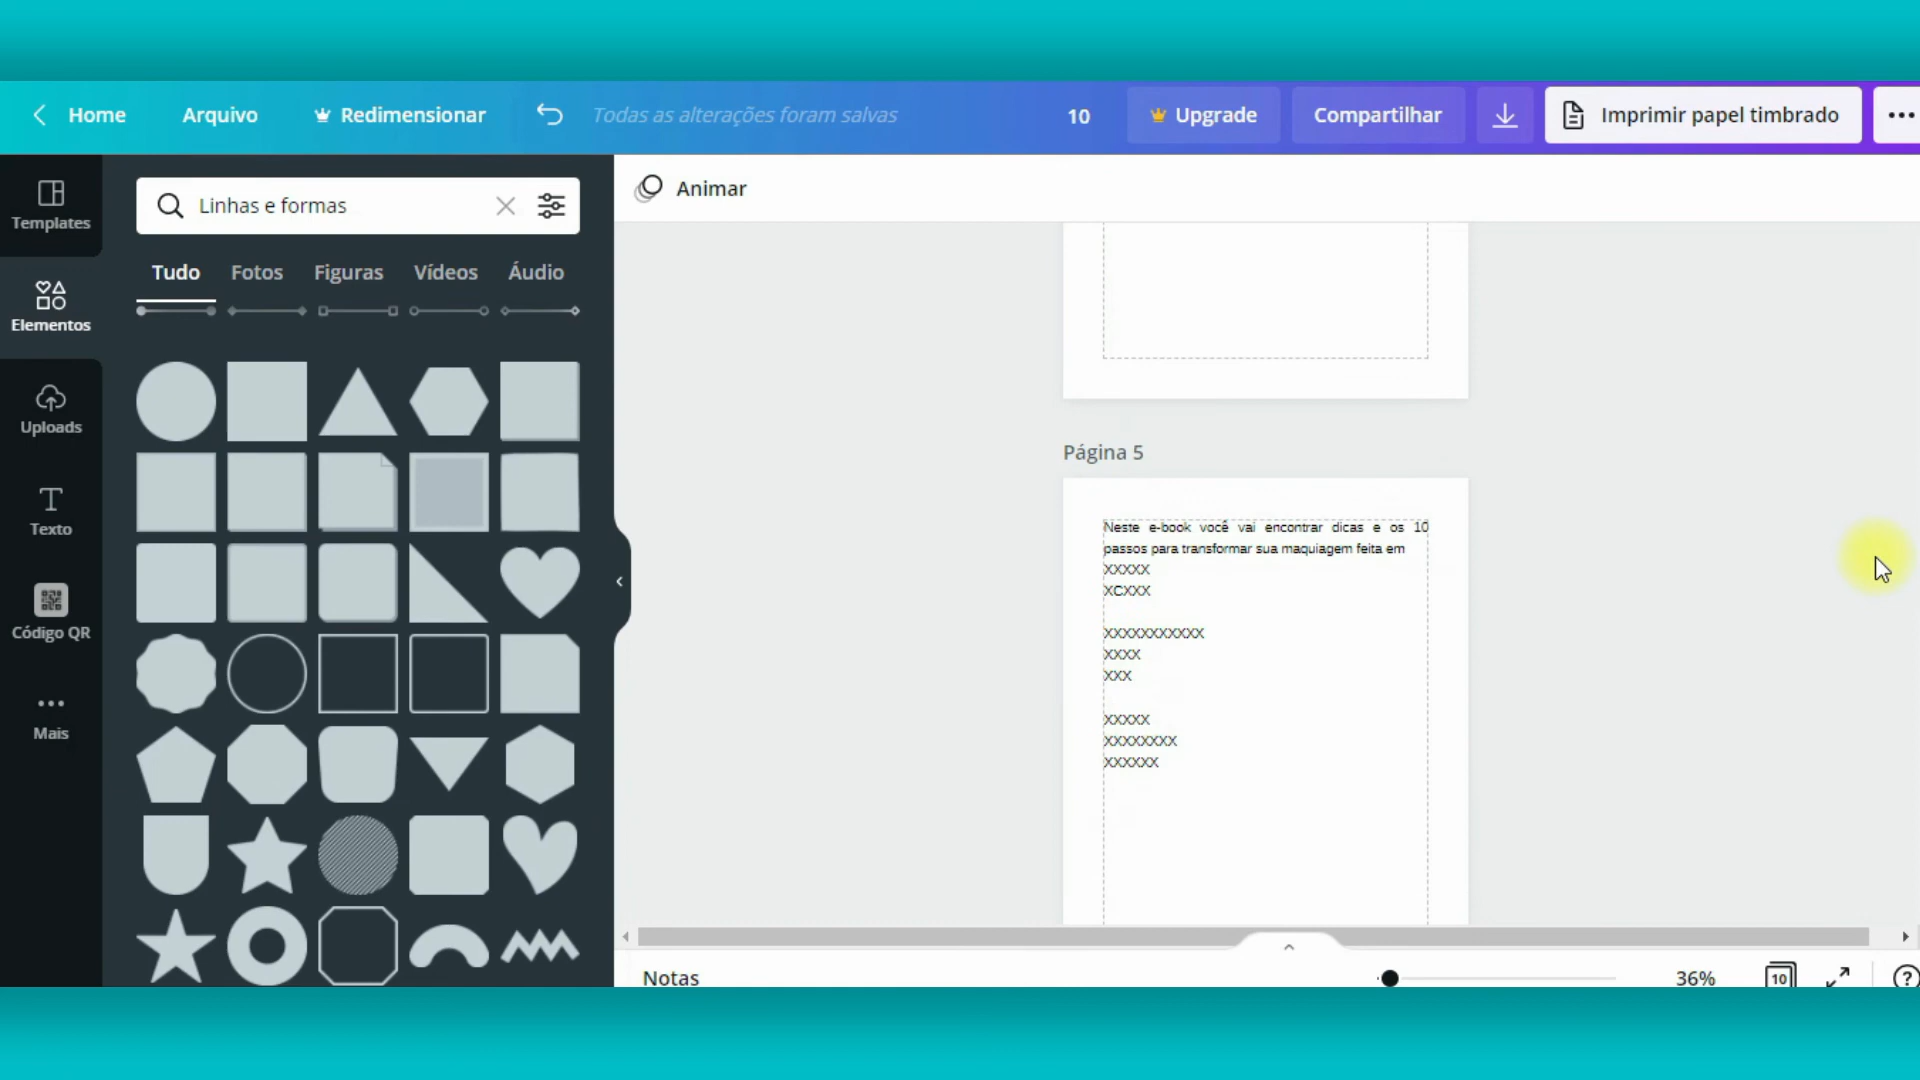 Home
Arquivo
Redimensionar
Todas as alterações foram salvas
10
Upgrade
Compartilhar
Imprimir papel timbrado
Templates
Elementos
Uploads
Texto
Código QR
Mais
Linhas e formas
Tudo
Fotos
Figuras
Vídeos
Áudio
Animar
Página 5
Neste e-book você vai encontrar dicas e os 10
passos para transformar sua maquiagem feita em
XXXXX
XCXXX
XXXXXXXXXXX
XXXX
XXX
XXXXX
XXXXXXXX
XXXXXX
Notas
36%
10
?